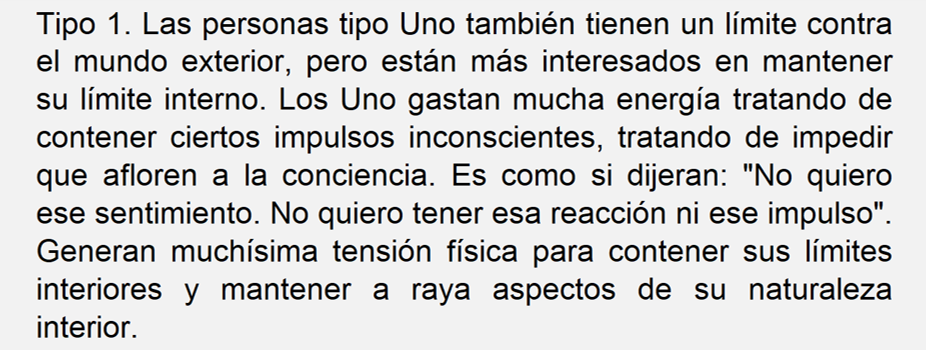 Tipo 1. Las personas tipo Uno también tienen un límite contra
el mundo exterior, pero están más interesados en mantener
su límite interno. Los Uno gastan mucha energía tratando de
contener ciertos impulsos inconscientes, tratando de impedir
que afloren a la conciencia. Es como si dijeran: "No quiero
ese sentimiento. No quiero tener esa reacción ni ese impulso".
Generan muchísima tensión física para contener sus límites
interiores y mantener a raya aspectos de su naturaleza
interior.